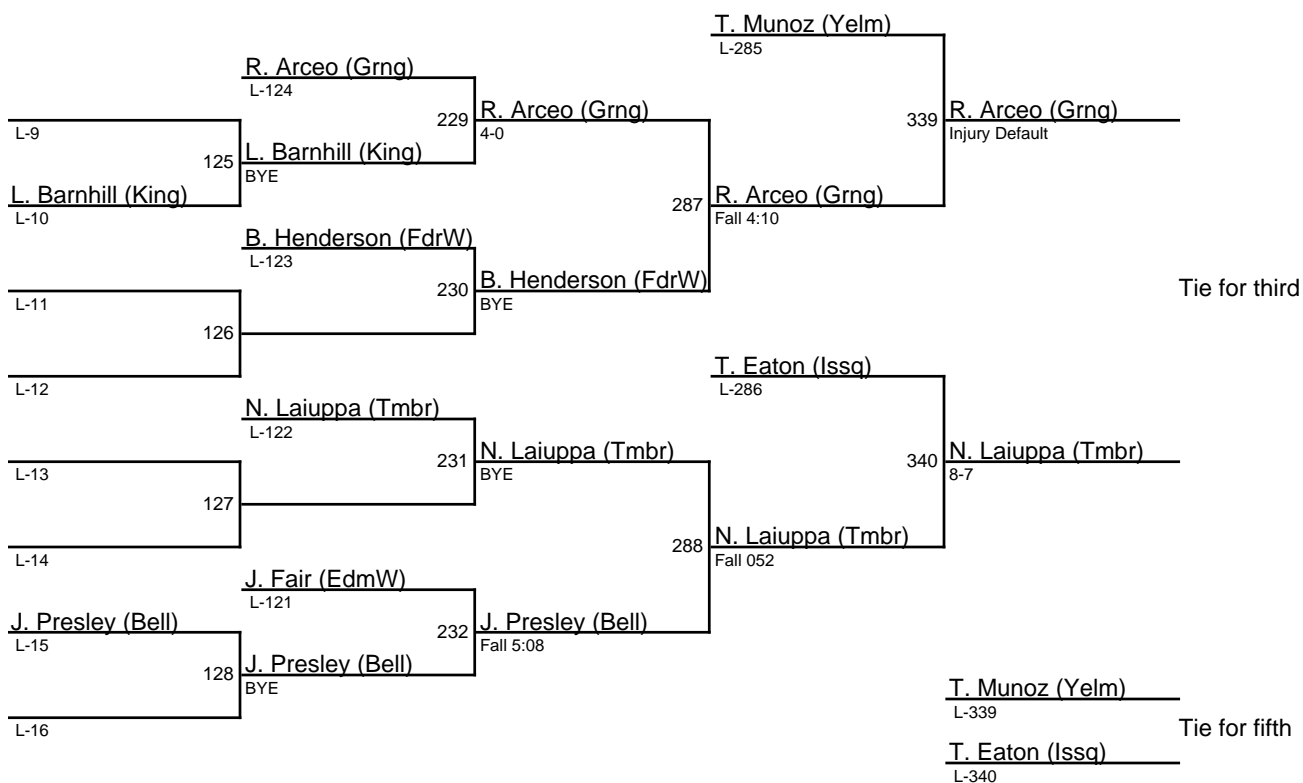 T. Munoz (Yelm)
L-285
R. Arceo (Grng)
L-124
229
R. Arceo (Grng)
4-0
339
R. Arceo (Grng)
Injury Default
L-9
125
L. Barnhill (King)
BYE
L. Barnhill (King)
L-10
287
R. Arceo (Grng)
Fall 4:10
B. Henderson (FdrW)
L-123
230
B. Henderson (FdrW)
BYE
L-11
126
L-12
Tie for third
T. Eaton (Issq)
L-286
N. Laiuppa (Tmbr)
L-122
231
N. Laiuppa (Tmbr)
BYE
340
N. Laiuppa (Tmbr)
8-7
L-13
127
L-14
288
N. Laiuppa (Tmbr)
Fall 052
J. Fair (EdmW)
L-121
J. Presley (Bell)
L-15
232
J. Presley (Bell)
Fall 5:08
128
J. Presley (Bell)
BYE
L-16
T. Munoz (Yelm)
L-339
Tie for fifth
T. Eaton (Issq)
L-340